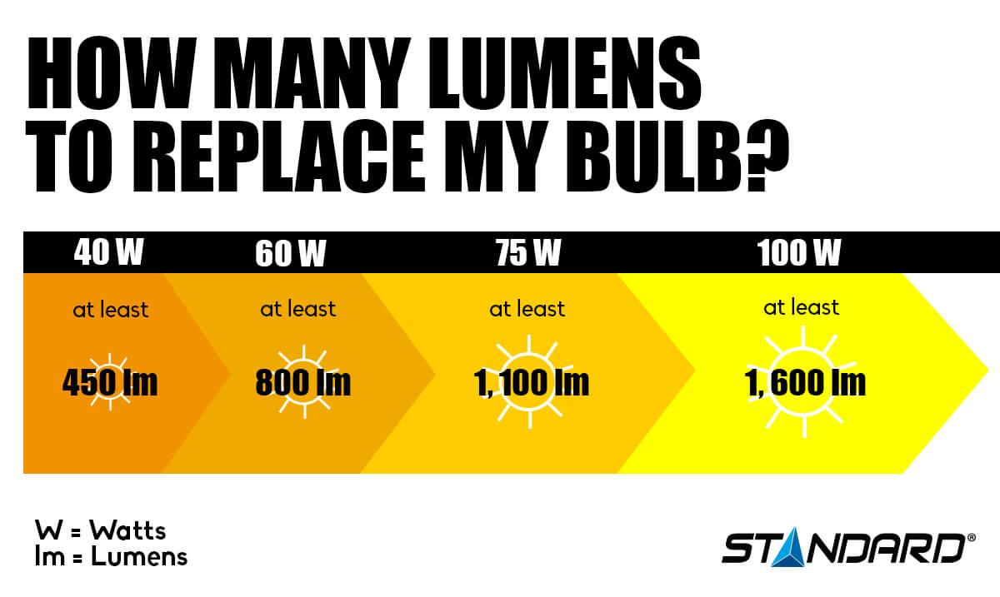 HOW MANY LUMENS
TO REPLACE MY BULB?
40 W 60 W 75 W 100 W
at least at least at least at least
450 lm 800 lm 1, 100 lm 1, 600 lm
W = Watts
lm = Lumens
STANDARD®